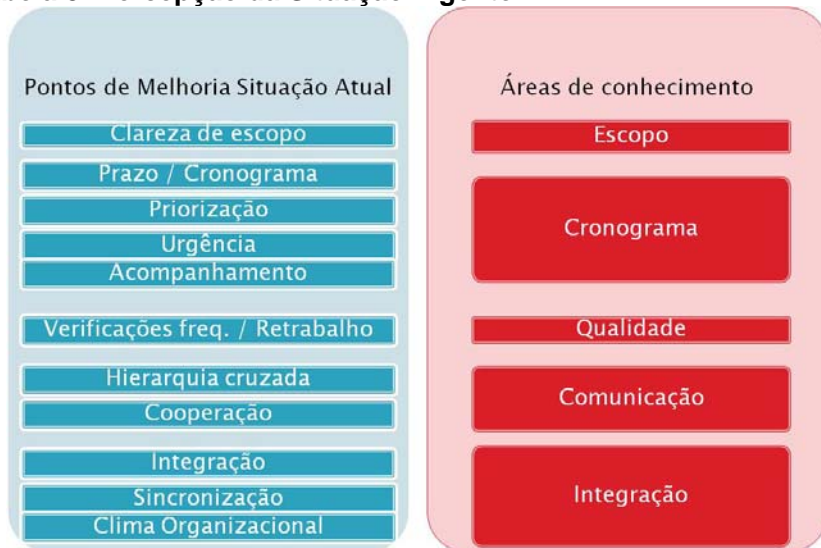 Pontos de Melhoria Situação Atual
Clareza de escopo
Prazo / Cronograma
Priorização
Urgência
Acompanhamento
Verificações freq. / Retrabalho
Hierarquia cruzada
Cooperação
Integração
Sincronização
Clima Organizacional
Áreas de conhecimento
Escopo
Cronograma
Qualidade
Comunicação
Integração